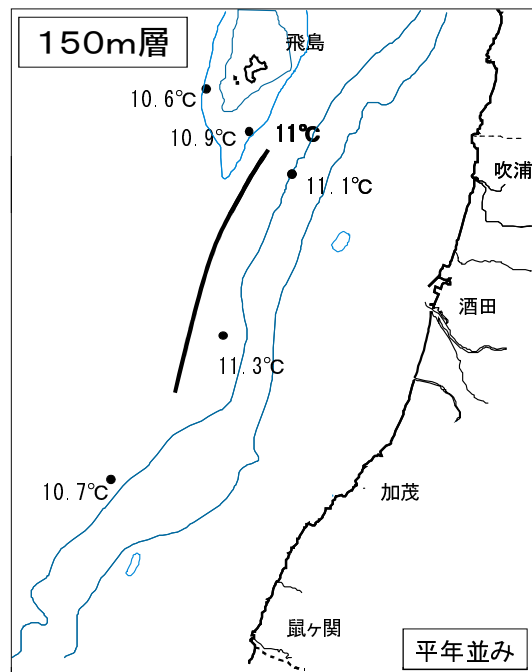 150m層
飛島
10.6℃
10.9℃
11℃
11.1℃
吹浦
酒田
11.3℃
10.7℃
加茂
鼠ヶ関
平年並み